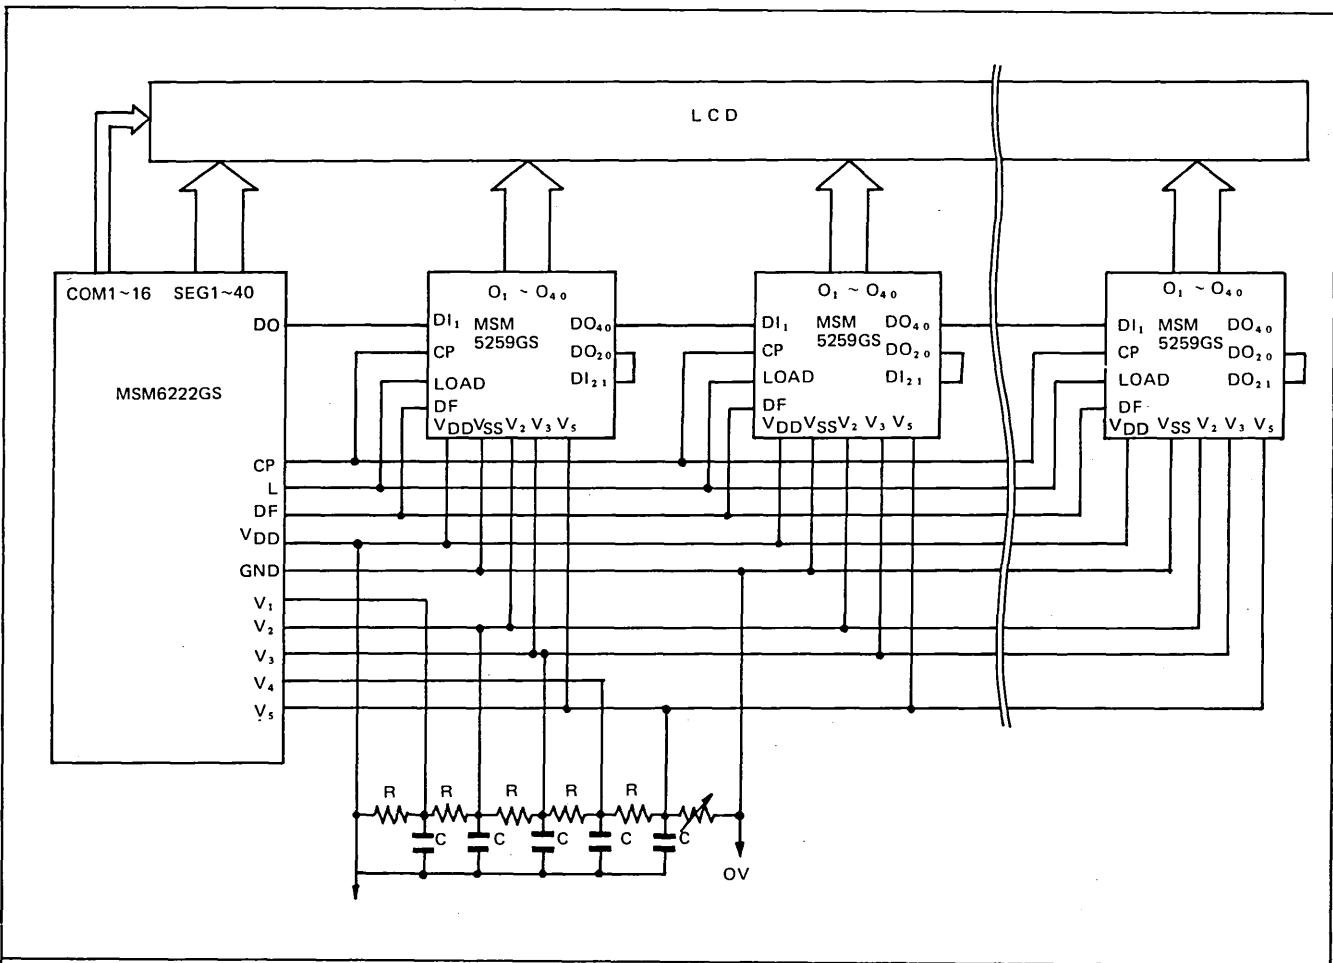 LCD
COM1~16 SEG1~40
DO
MSM6222GS
CP
L
DF
VDD
GND
V1
V2
V3
V4
V5
O1 ~ O40
DI1 MSM 5259GS DO40
CP DO20
LOAD DI21
DF
VDD VSS V2 V3 V5
O1 ~ O40
DI1 MSM 5259GS DO40
CP DO20
LOAD DI21
DF
VDD VSS V2 V3 V5
O1 ~ O40
DI1 MSM 5259GS DO40
CP DO20
LOAD DO21
DF
VDD VSS V2 V3 V5
R R R R R
C C C C C
OV